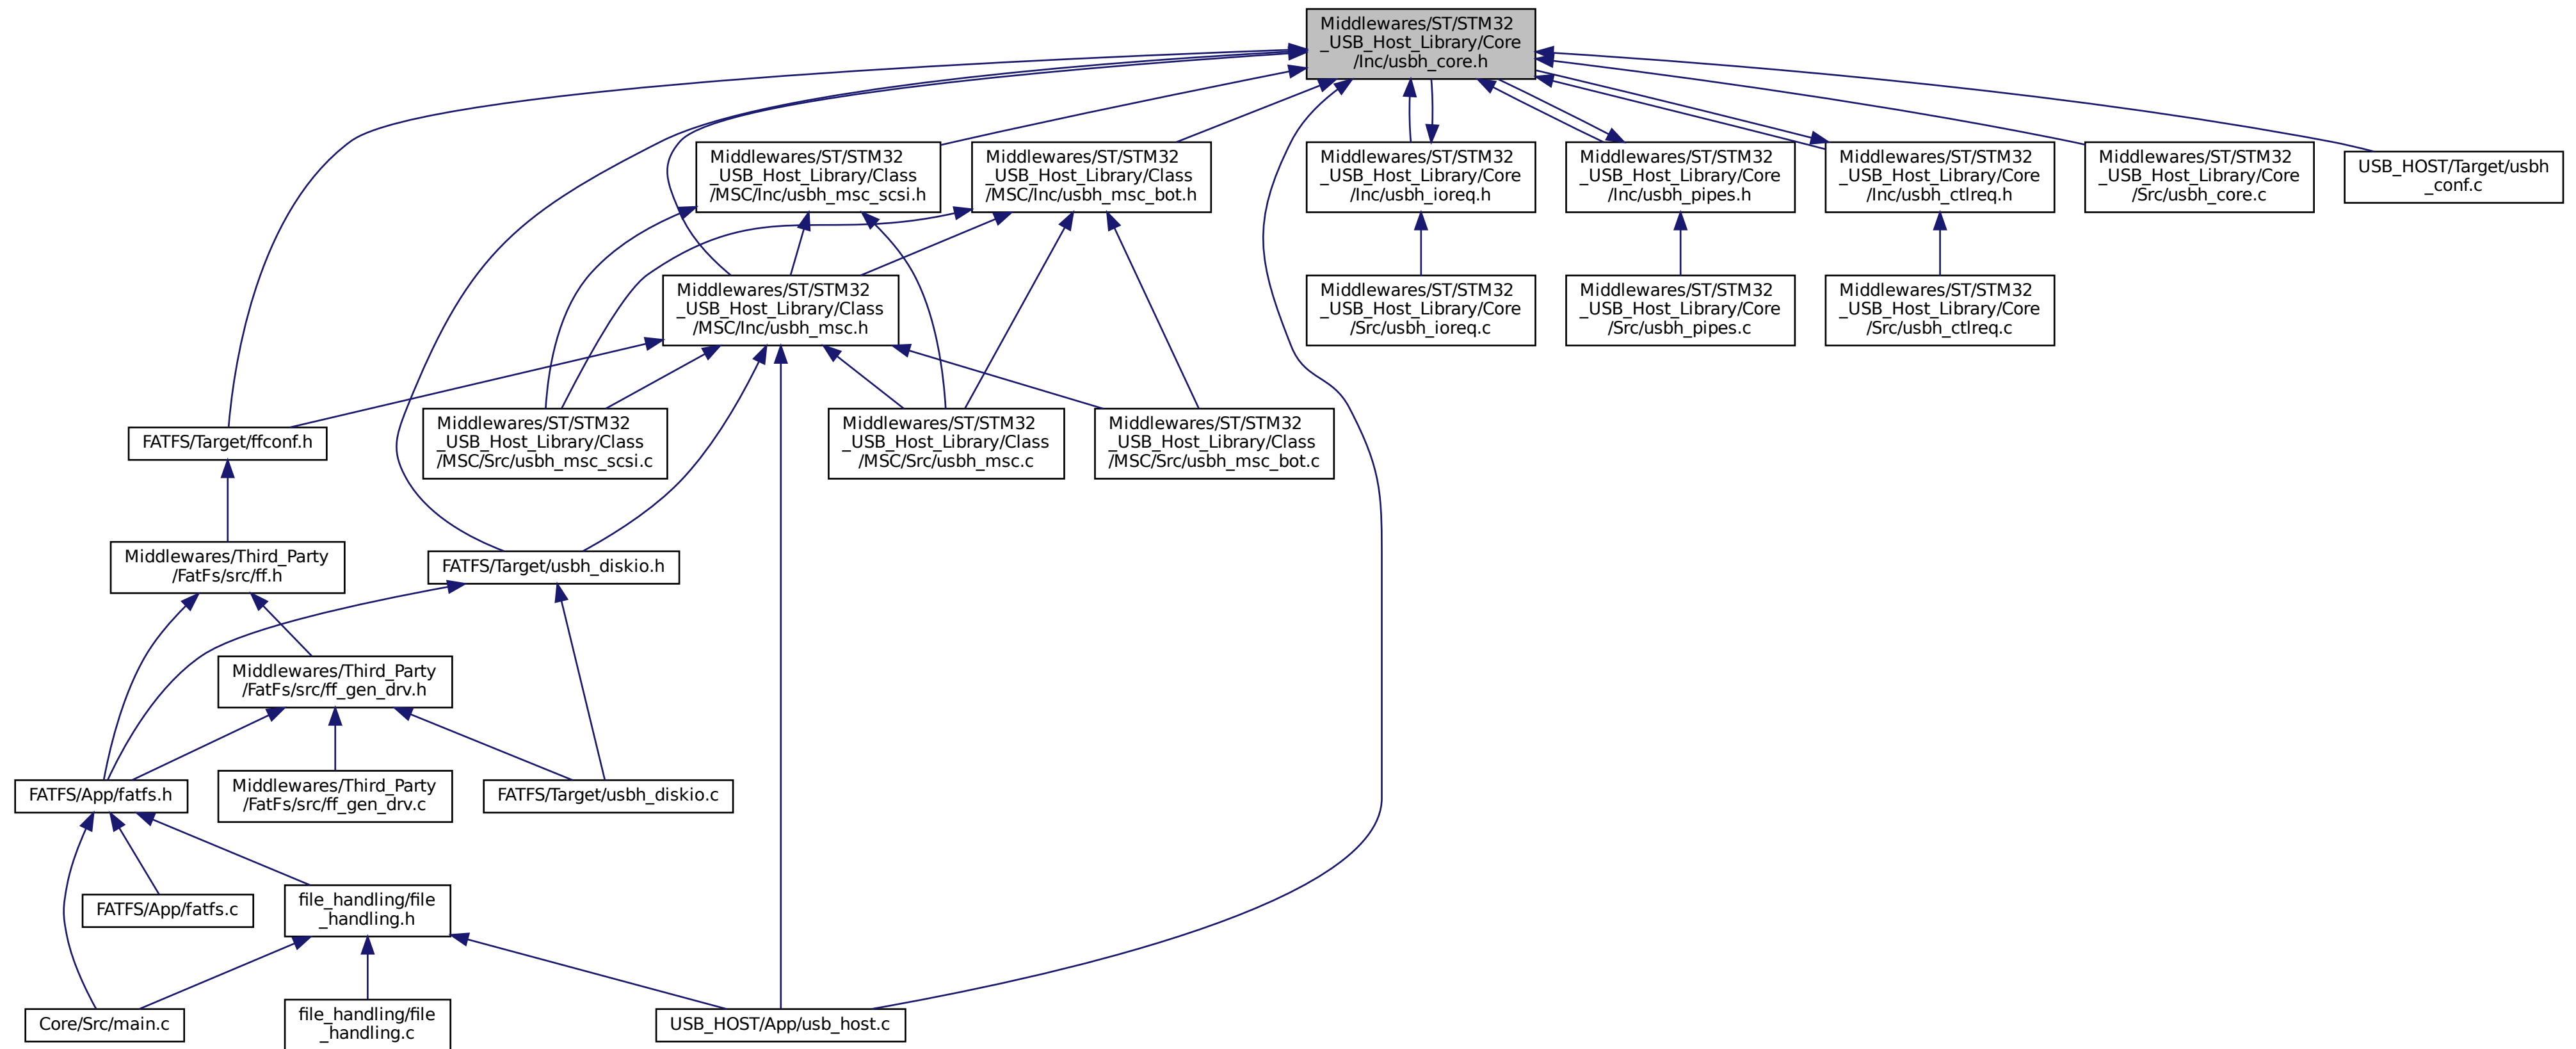 Middlewares/ST/STM32
_USB_Host_Library/Core
/Inc/usbh_core.h
Middlewares/ST/STM32
_USB_Host_Library/Class
/MSC/Inc/usbh_msc_scsi.h
Middlewares/ST/STM32
_USB_Host_Library/Class
/MSC/Inc/usbh_msc_bot.h
Middlewares/ST/STM32
_USB_Host_Library/Core
/Inc/usbh_ioreq.h
Middlewares/ST/STM32
_USB_Host_Library/Core
/Inc/usbh_pipes.h
Middlewares/ST/STM32
_USB_Host_Library/Core
/Inc/usbh_ctlreq.h
Middlewares/ST/STM32
_USB_Host_Library/Core
/Src/usbh_core.c
USB_HOST/Target/usbh
_conf.c
Middlewares/ST/STM32
_USB_Host_Library/Class
/MSC/Inc/usbh_msc.h
Middlewares/ST/STM32
_USB_Host_Library/Core
/Src/usbh_ioreq.c
Middlewares/ST/STM32
_USB_Host_Library/Core
/Src/usbh_pipes.c
Middlewares/ST/STM32
_USB_Host_Library/Core
/Src/usbh_ctlreq.c
FATFS/Target/ffconf.h
Middlewares/ST/STM32
_USB_Host_Library/Class
/MSC/Src/usbh_msc_scsi.c
Middlewares/ST/STM32
_USB_Host_Library/Class
/MSC/Src/usbh_msc.c
Middlewares/ST/STM32
_USB_Host_Library/Class
/MSC/Src/usbh_msc_bot.c
Middlewares/Third_Party
/FatFs/src/ff.h
FATFS/Target/usbh_diskio.h
Middlewares/Third_Party
/FatFs/src/ff_gen_drv.h
FATFS/App/fatfs.h
Middlewares/Third_Party
/FatFs/src/ff_gen_drv.c
FATFS/Target/usbh_diskio.c
FATFS/App/fatfs.c
file_handling/file
_handling.h
Core/Src/main.c
file_handling/file
_handling.c
USB_HOST/App/usb_host.c